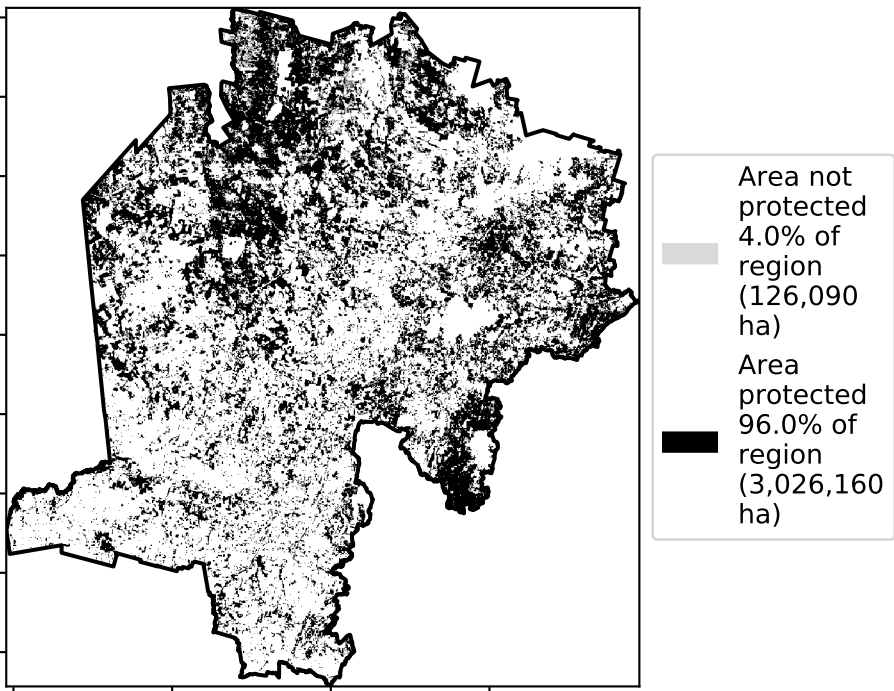 Area not
protected
4.0% of
region
(126,090
ha)
Area
protected
96.0% of
region
(3,026,160
ha)